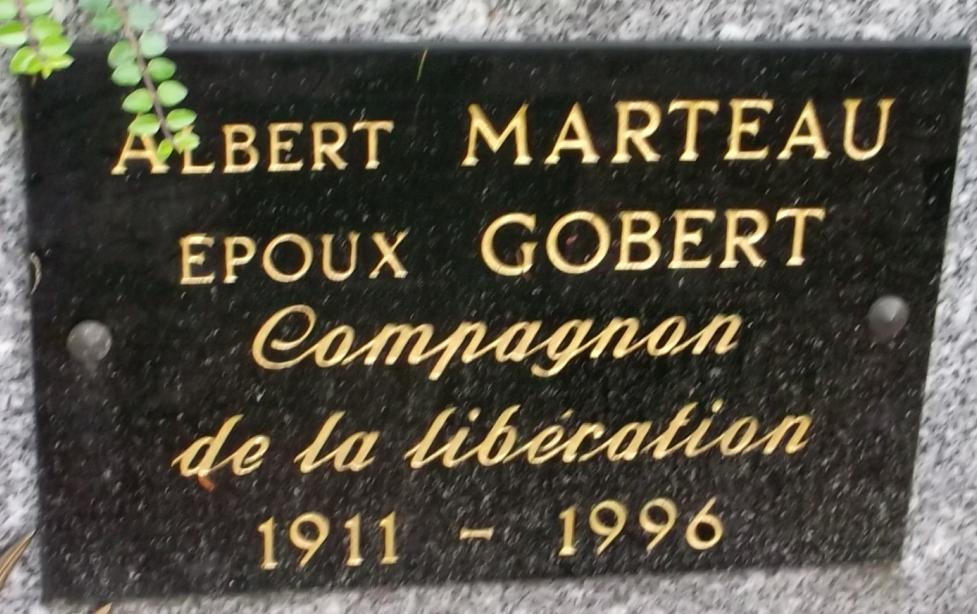 ALBERT MARTEAU
EPOUX GOBERT
Compagnon
de la libération
1911 - 1996